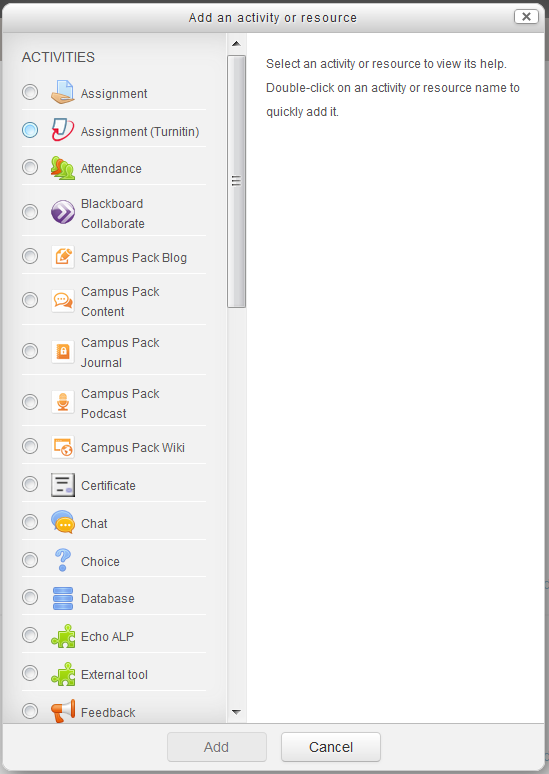 Add an activity or resource
ACTIVITIES
Assignment
Assignment (Turnitin)
Attendance
Blackboard
Collaborate
Campus Pack Blog
Campus Pack
Content
Campus Pack
Journal
Campus Pack
Podcast
Campus Pack Wiki
Certificate
Chat
Choice
Database
Echo ALP
External tool
Feedback
Select an activity or resource to view its help.
Double-click on an activity or resource name to
quickly add it.
Add
Cancel